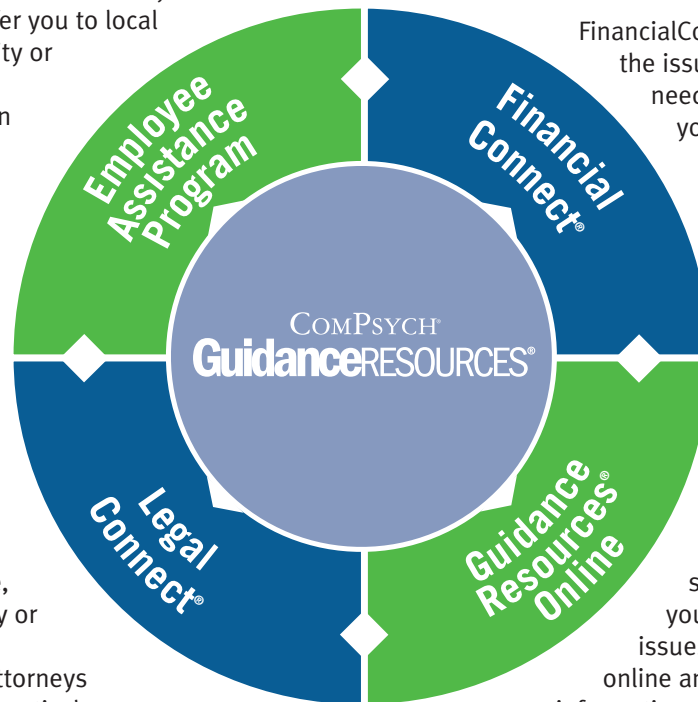 er you to local
ty or
n
Employee
Assistance
Program
FinancialCo
the issu
need
yo
Financial
Connect®
COMPSYCH®
GuidanceRESOURCES®
Legal
Connect®
y or
ttorneys
Guidance
Resources®
Online
s
you
issue
online an